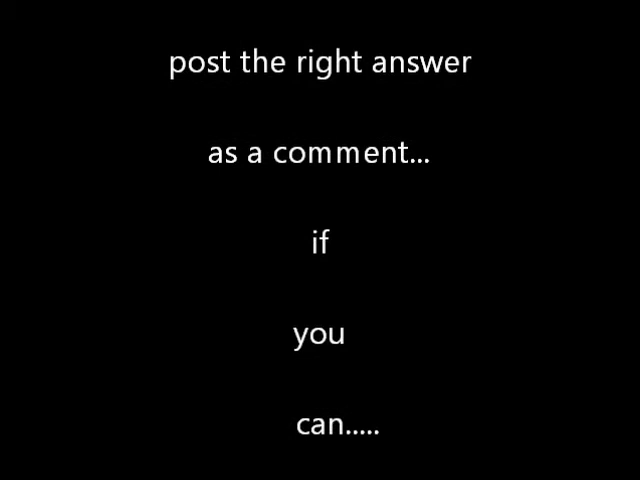 post the right answer
as a comment...
if
you
can.....